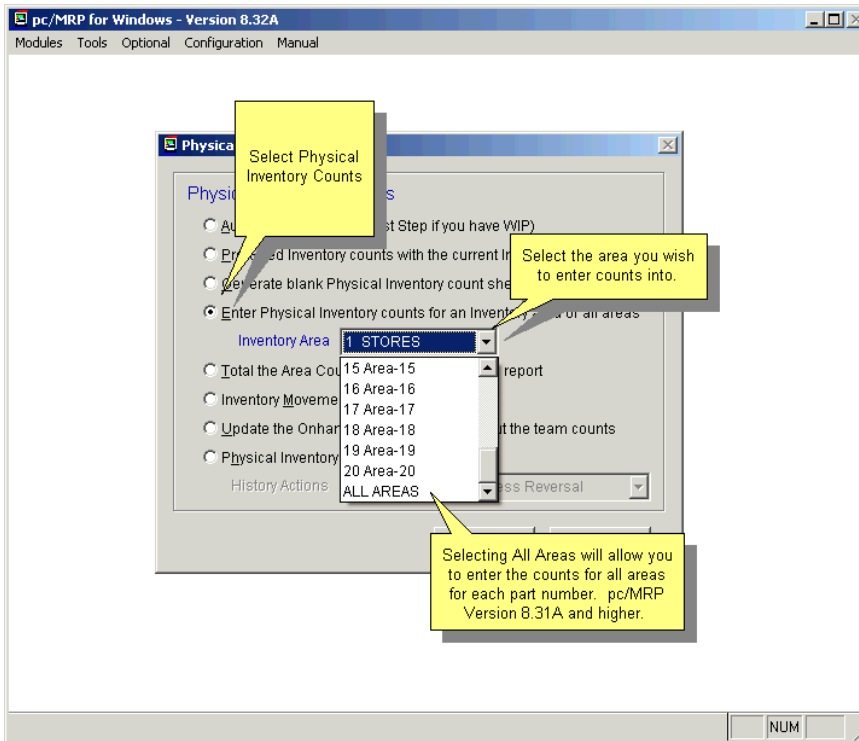 pc/MRP for Windows - Version 8.32A
Modules Tools Optional Configuration Manual
Physica
Select Physical
Inventory Counts
Physic s
Au st Step if you have WIP)
Pr ed Inventory counts with the current In
Select the area you wish
to enter counts into.
Generate blank Physical Inventory count she
Enter Physical Inventory counts for an Inventory area or all areas
Inventory Area 1 STORES
Total the Area Cou report
15 Area-15
16 Area-16
Inventory Moveme
17 Area-17
Update the Onhan ut the team counts
18 Area-18
19 Area-19
Physical Inventory
20 Area-20
History Actions ess Reversal
ALL AREAS
Selecting All Areas will allow you
to enter the counts for all areas
for each part number. pc/MRP
Version 8.31A and higher.
NUM